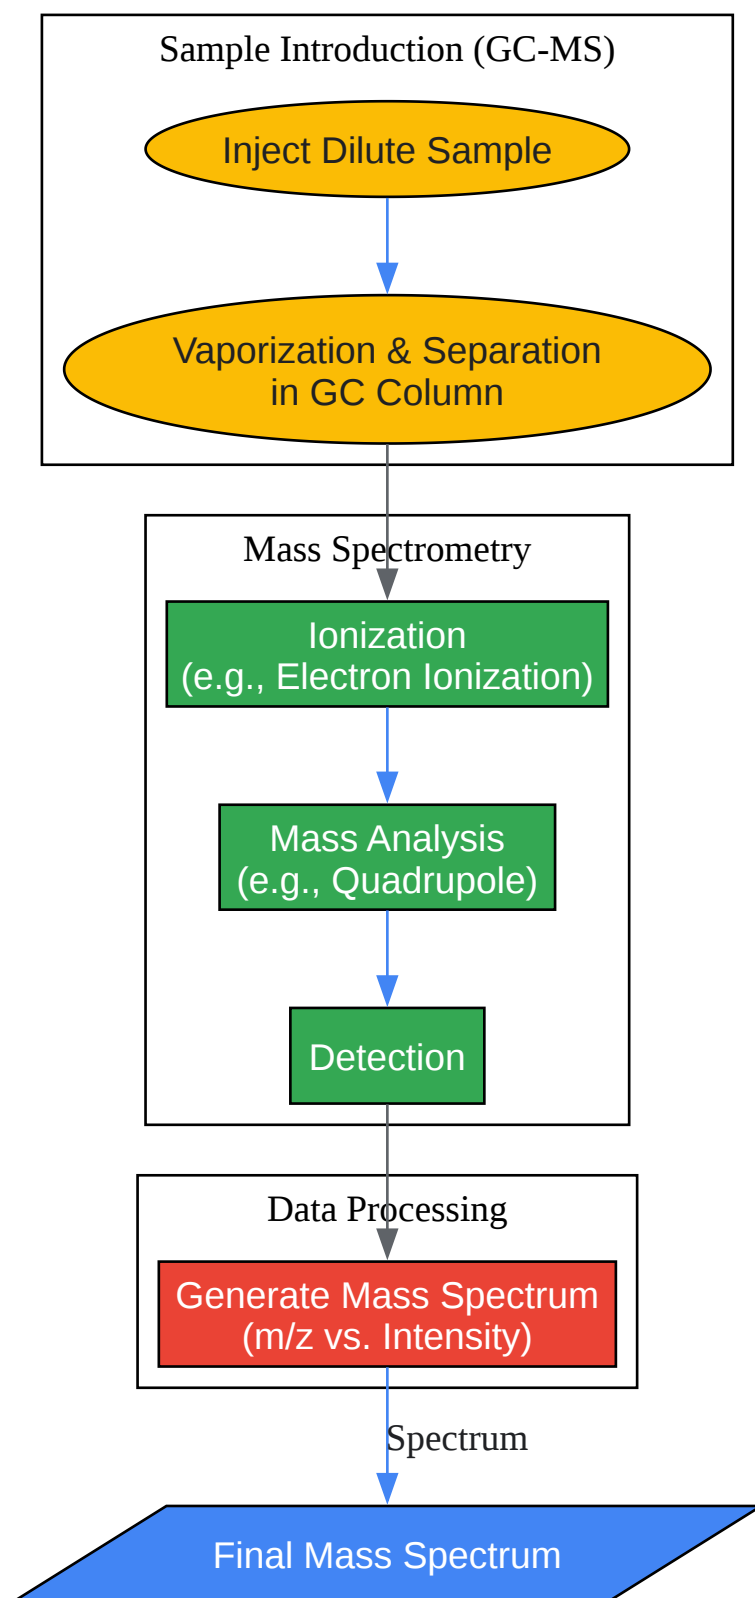 Sample Introduction (GC-MS)
Inject Dilute Sample
Vaporization & Separation
in GC Column
Mass Spectrometry
Ionization
(e.g., Electron Ionization)
Mass Analysis
(e.g., Quadrupole)
Detection
Data Processing
Generate Mass Spectrum
(m/z vs. Intensity)
Spectrum
Final Mass Spectrum